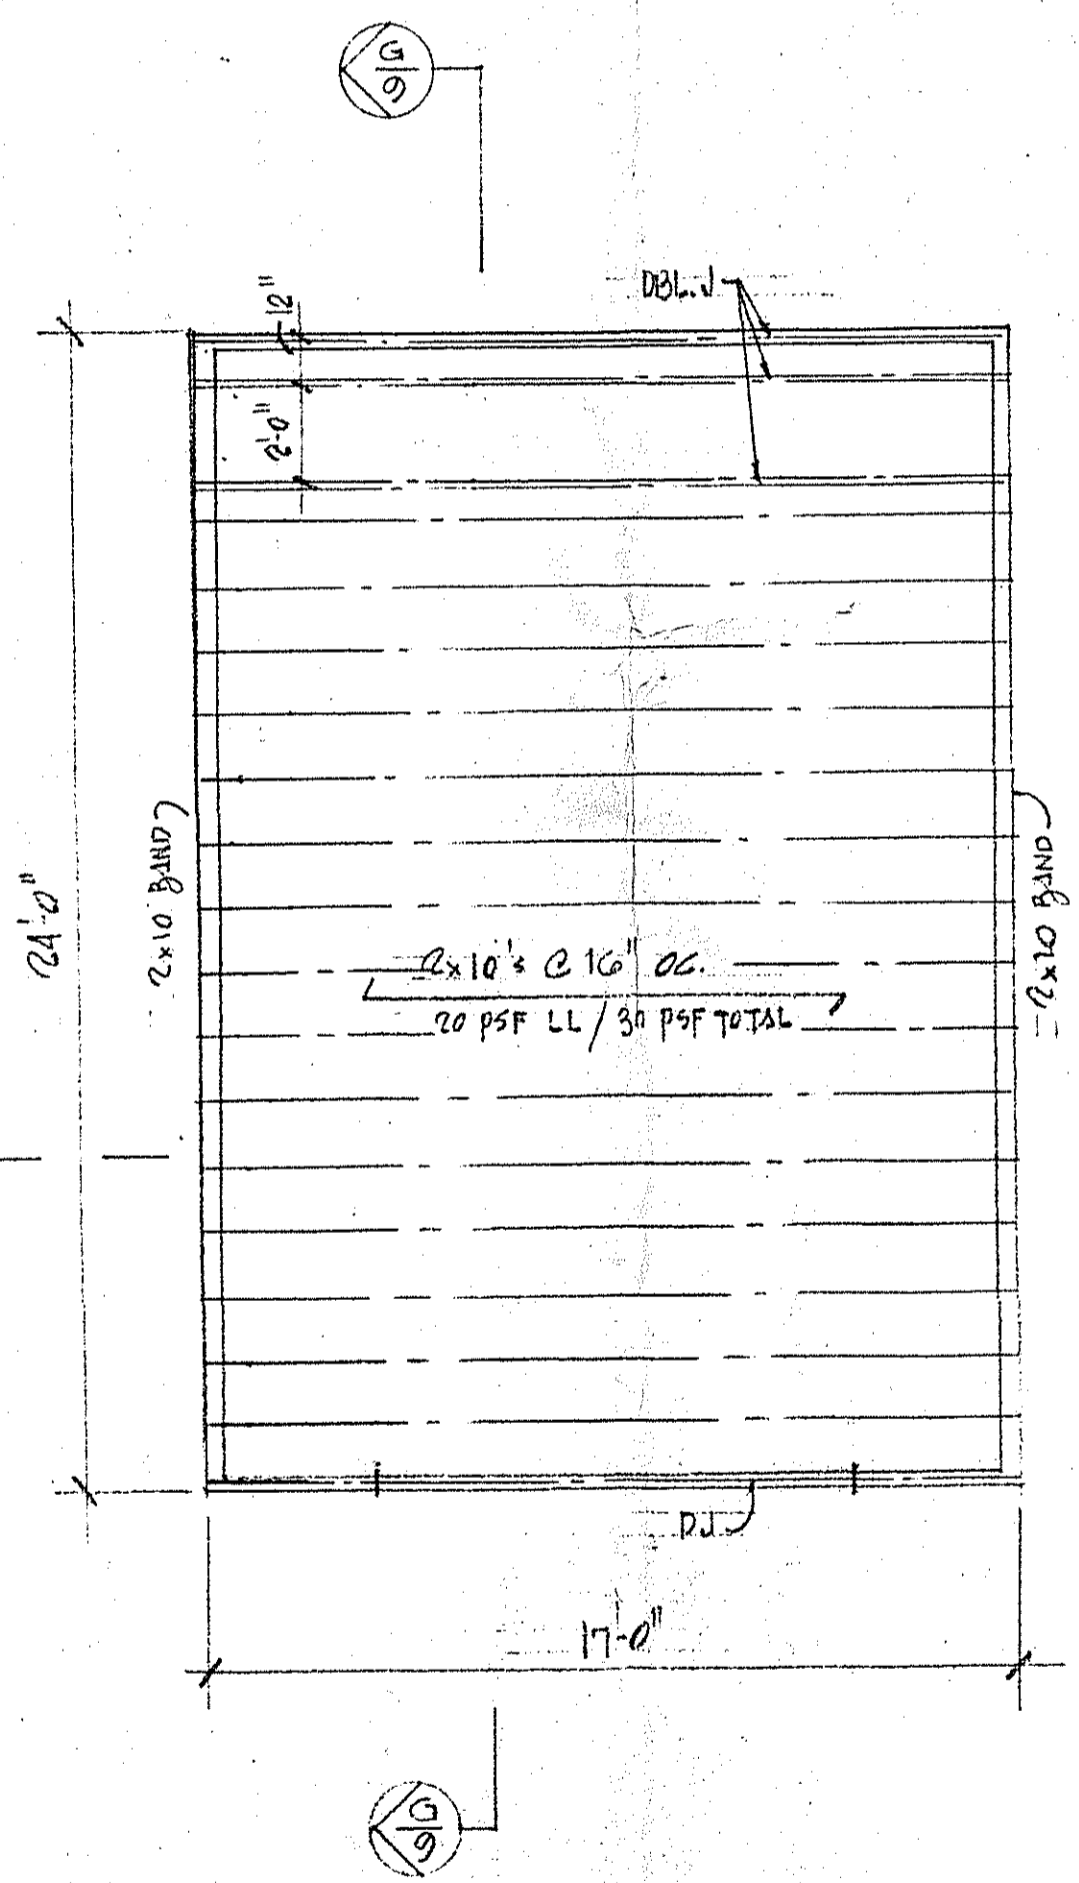 G
9
12"
DBL.J
2'-0"
24'-0"
2x10 BAND
2x10's @ 16" OC.
20 PSF LL / 30 PSF TOTAL
2x20 BAND
DJ
17'-0"
G
9